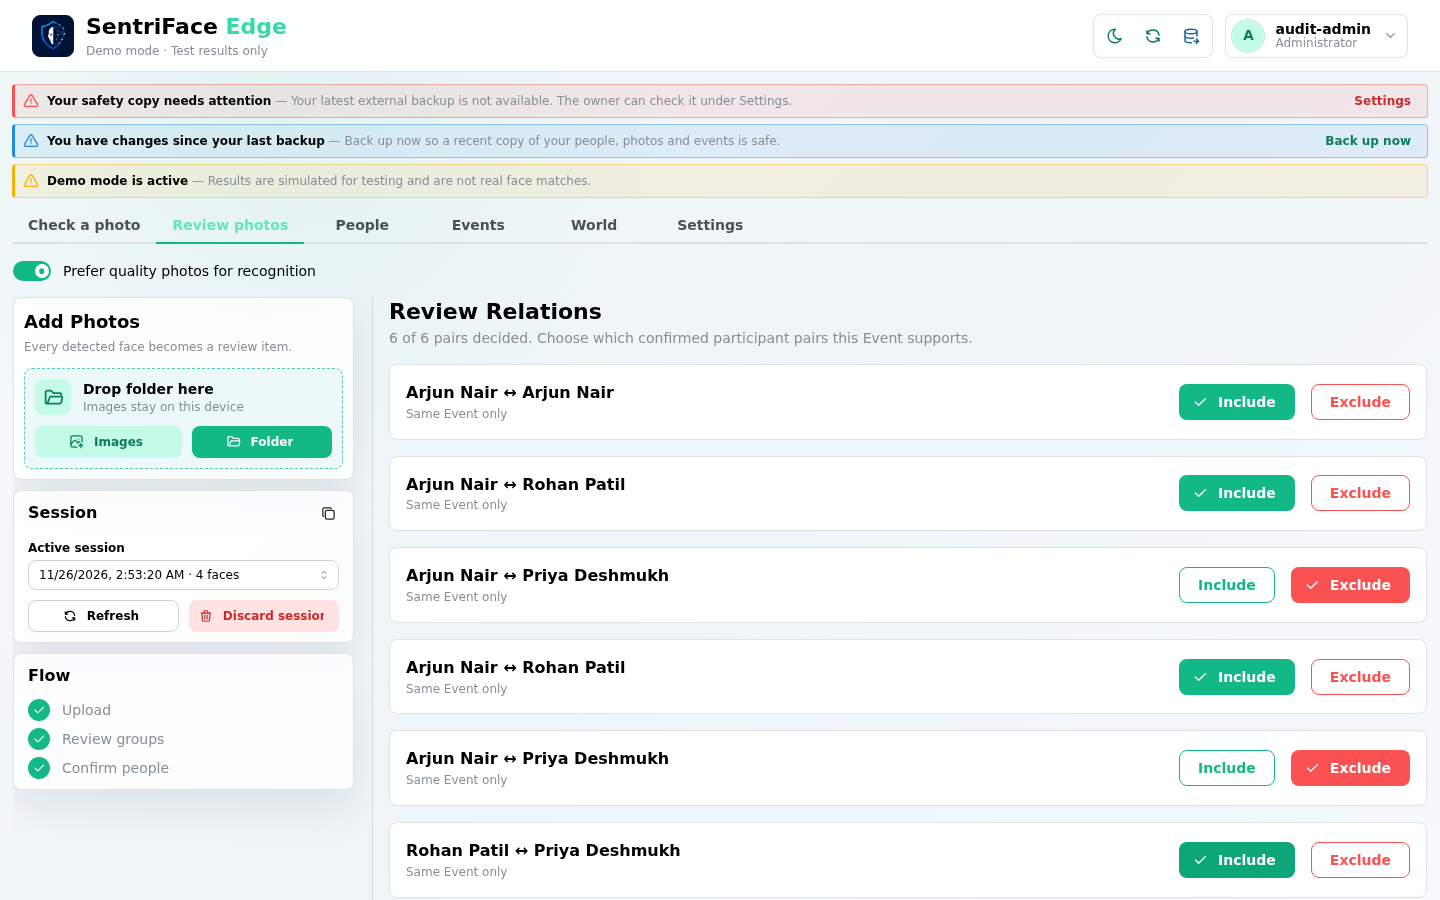 SentriFace Edge
Demo mode · Test results only
A
audit-admin
Administrator
Your safety copy needs attention — Your latest external backup is not available. The owner can check it under Settings.
Settings
You have changes since your last backup — Back up now so a recent copy of your people, photos and events is safe.
Back up now
Demo mode is active — Results are simulated for testing and are not real face matches.
Check a photo
Review photos
People
Events
World
Settings
Prefer quality photos for recognition
Add Photos
Every detected face becomes a review item.
Drop folder here
Images stay on this device
Images
Folder
Session
Active session
11/26/2026, 2:53:20 AM · 4 faces
Refresh
Discard session
Flow
Upload
Review groups
Confirm people
Review Relations
6 of 6 pairs decided. Choose which confirmed participant pairs this Event supports.
Arjun Nair ↔ Arjun Nair
Same Event only
Include
Exclude
Arjun Nair ↔ Rohan Patil
Same Event only
Include
Exclude
Arjun Nair ↔ Priya Deshmukh
Same Event only
Include
Exclude
Arjun Nair ↔ Rohan Patil
Same Event only
Include
Exclude
Arjun Nair ↔ Priya Deshmukh
Same Event only
Include
Exclude
Rohan Patil ↔ Priya Deshmukh
Same Event only
Include
Exclude